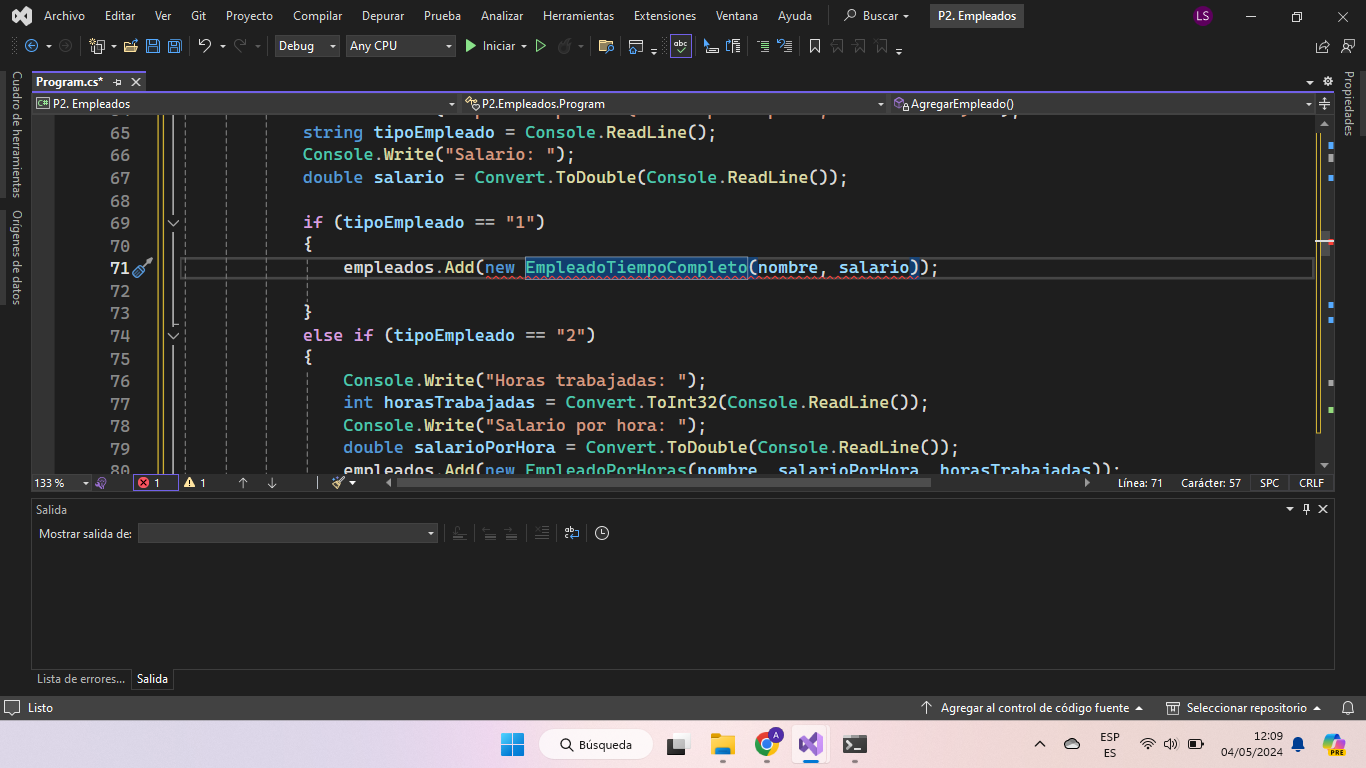 Archivo Editar Ver Git Proyecto Compilar Depurar Prueba Analizar Herramientas Extensiones Ventana Ayuda Buscar P2. Empleados LS
Debug Any CPU Iniciar
Cuadro de herramientas
Orígenes de datos
Propiedades
Program.cs*
C# P2. Empleados P2.Empleados.Program AgregarEmpleado()
65 string tipoEmpleado = Console.ReadLine();
66 Console.Write("Salario: ");
67 double salario = Convert.ToDouble(Console.ReadLine());
68
69 if (tipoEmpleado == "1")
70 {
71 empleados.Add(new EmpleadoTiempoCompleto(nombre, salario));
72
73 }
74 else if (tipoEmpleado == "2")
75 {
76 Console.Write("Horas trabajadas: ");
77 int horasTrabajadas = Convert.ToInt32(Console.ReadLine());
78 Console.Write("Salario por hora: ");
79 double salarioPorHora = Convert.ToDouble(Console.ReadLine());
80 empleados.Add(new EmpleadoPorHoras(nombre, salarioPorHora, horasTrabajadas));
133 % 1 1 Línea: 71 Carácter: 57 SPC CRLF
Salida
Mostrar salida de:
Lista de errores... Salida
Listo Agregar al control de código fuente Seleccionar repositorio
Búsqueda A ESP 12:09
ES 04/05/2024 PRE